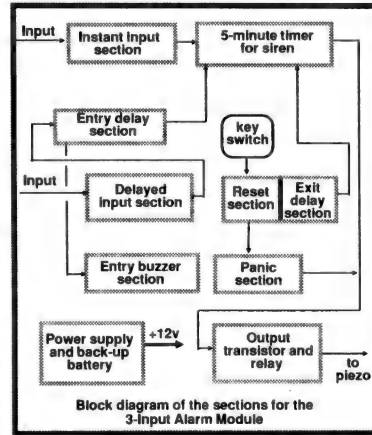 Input
Instant input
section
5-minute timer
for siren
Entry delay
section
key
switch
Input
Delayed
input section
Reset
section
Exit
delay
section
Entry buzzer
section
Panic
section
Power supply
and back-up
battery
+12v
Output
transistor and
relay
to
piezo
Block diagram of the sections for the
3-Input Alarm Module